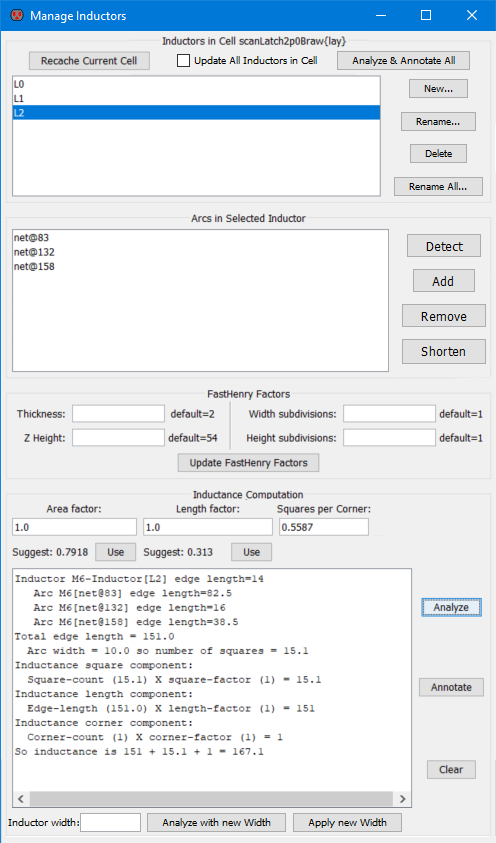 Manage Inductors
Inductors in Cell scanLatch2p0Braw{lay}
Recache Current Cell Update All Inductors in Cell Analyze & Annotate All
L0
L1
L2
New...
Rename...
Delete
Rename All...
Arcs in Selected Inductor
net@83
net@132
net@158
Detect
Add
Remove
Shorten
FastHenry Factors
Thickness: default=2 Width subdivisions: default=1
Z Height: default=54 Height subdivisions: default=1
Update FastHenry Factors
Inductance Computation
Area factor: Length factor: Squares per Corner:
1.0 1.0 0.5587
Suggest: 0.7918 Use Suggest: 0.313 Use
Inductor M6-Inductor[L2] edge length=14
Arc M6[net@83] edge length=82.5
Arc M6[net@132] edge length=16
Arc M6[net@158] edge length=38.5
Total edge length = 151.0
Arc width = 10.0 so number of squares = 15.1
Inductance square component:
Square-count (15.1) X square-factor (1) = 15.1
Inductance length component:
Edge-length (151.0) X length-factor (1) = 151
Inductance corner component:
Corner-count (1) X corner-factor (1) = 1
So inductance is 151 + 15.1 + 1 = 167.1
Analyze
Annotate
Clear
Inductor width: Analyze with new Width Apply new Width